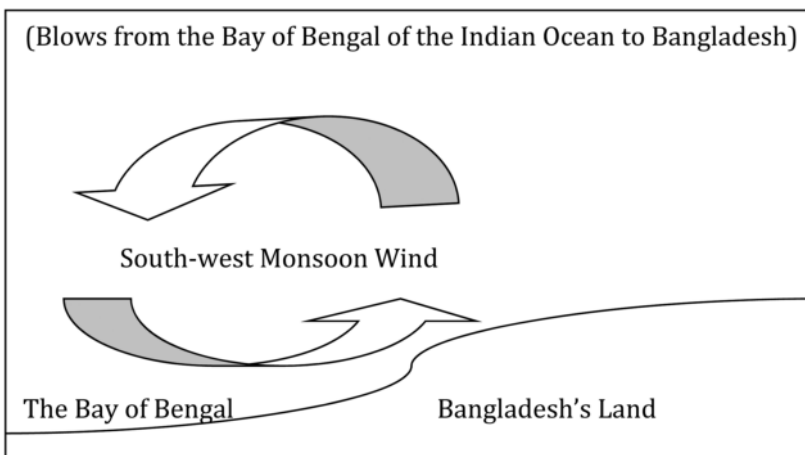 (Blows from the Bay of Bengal of the Indian Ocean to Bangladesh)
South-west Monsoon Wind
The Bay of Bengal
Bangladesh’s Land